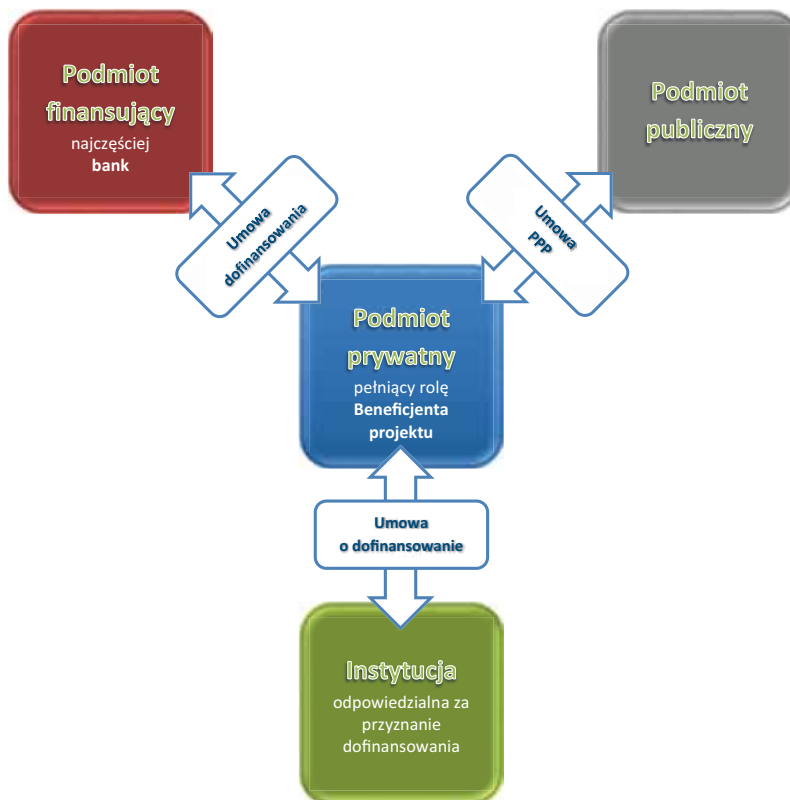 Podmiot
finansujący
najczęściej
bank
Podmiot
publiczny
Umowa
dofinansowania
Umowa
PPP
Podmiot
prywatny
pełniący rolę
Beneficjenta
projektu
Umowa
o dofinansowanie
Instytucja
odpowiedzialna za
przyznanie
dofinansowania